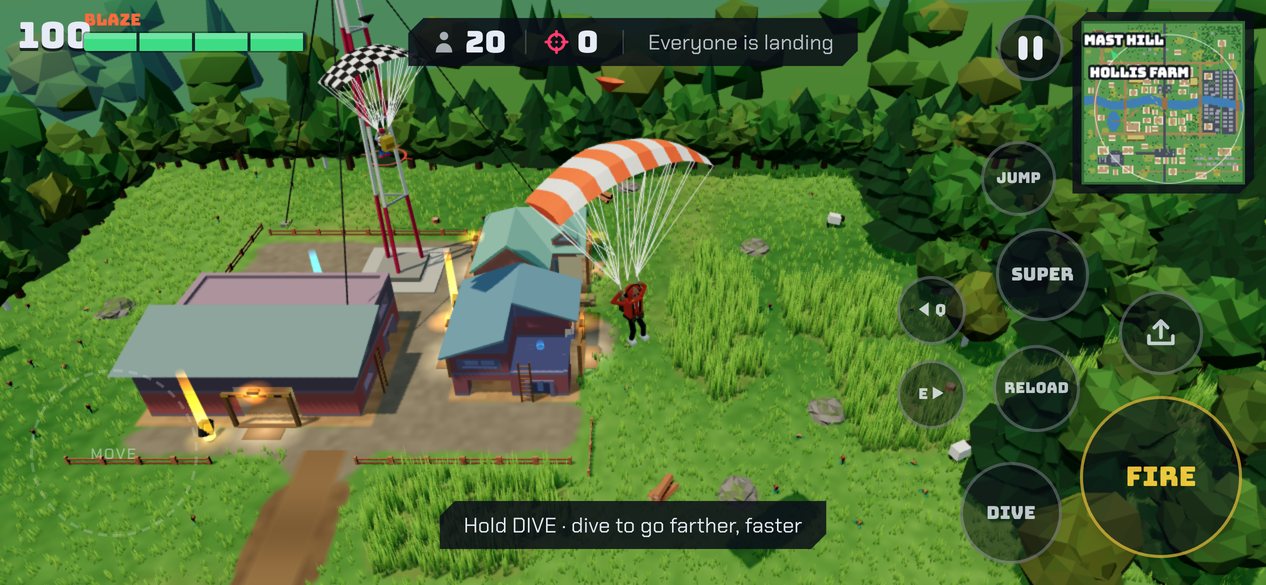 100
BLAZE
20
0
Everyone is landing
MAST HILL
HOLLIS FARM
JUMP
SUPER
Q
E
RELOAD
MOVE
FIRE
DIVE
Hold DIVE · dive to go farther, faster